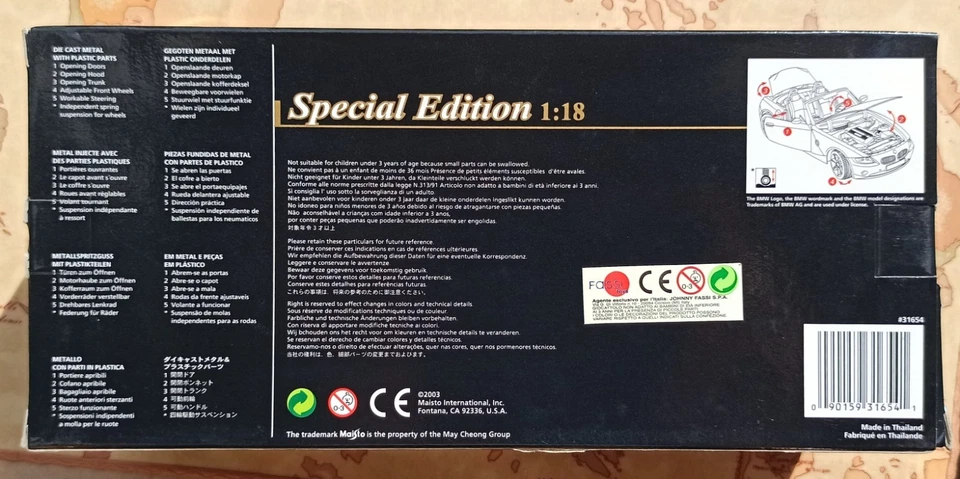 DIE CAST METAL
WITH PLASTIC PARTS
1 Opening Doors
2 Opening Hood
3 Opening Trunk
4 Adjustable Front Wheels
5 Workable Steering
* Independent spring
suspension for wheels
GEGOTEN METAAL MET
PLASTIC ONDERDELEN
1 Openslaande deuren
2 Openslaande motorkap
3 Openslaande kofferdeksel
4 Beweegbare voorwielen
5 Stuurwiel met stuurfunktie
* Wielen zijn individueel
geveerd
METAL INJECTE AVEC
DES PARTIES PLASTIQUES
1 Portières ouvrantes
2 Le capot avant s'ouvre
3 Le coffre s'ouvre
4 Roues avant réglables
5 Volant tournant
* Suspension indépendante
à ressort
PIEZAS FUNDIDAS DE METAL
CON PARTES DE PLASTICO
1 Se abren las puertas
2 El cofre a bierto
3 Se abre el portaequipajes
4 Rueda delantera ajustable
5 Dirección práctica
* Suspensión independiente de
ballestas para los neumaticos
METALLSPRITZGUSS
MIT PLASTIKTEILEN
1 Türen zum Öffnen
2 Motorhaube zum Öffnen
3 Kofferraum zum Öffnen
4 Vorderräder verstellbar
5 Drehbares Lenkrad
* Federung für Räder
EM METAL E PEÇAS
EM PLÁSTICO
1 Abrem-se as portas
2 Abre-se o capot
3 Abre-se a mala
4 Rodas da frente ajustaveis
5 Volante a funcionar
* Suspensão de molas
independentes para as rodas
METALLO
CON PARTI IN PLASTICA
1 Portiere apribili
2 Cofano apribile
3 Bagagliaio apribile
4 Ruote anteriori sterzanti
5 Sterzo funzionante
* Sospensioni indipendenti
a molla per le ruote
ダイキャストメタル&
プラスチックパーツ
1 開閉ドア
2 開閉ボンネット
3 開閉トランク
4 可動前輪
5 可動ハンドル
* 四輪駆動サスペンション
Special Edition 1:18
Not suitable for children under 3 years of age because small parts can be swallowed.
Ne convient pas à un enfant de moins de 36 mois Présence de petits éléments susceptibles d'être avales.
Nicht geeignet für Kinder unter 3 Jahren, da Kleinteile verschluckt werden können.
Conforme alle norme prescritte dalla legge N.313/91 Articolo non adatto a bambini di età inferiore ai 3 anni.
Si consiglia l' uso sotto la sorveglianza di un adulto.
Niet aanbevolen voor kinderen onder 3 jaar daar de kleine onderdelen ingeslikt kunnen worden.
No idoneo para niños menores de 3 años debido al riesgo de atragantarse con piezas pequeñas.
Não aconselhável a crianças com idade inferior a 3 anos,
por conter peças pequenas que poderão inadvertidamente ser engolidas.
対象年令3才以上
Please retain these particulars for future reference.
Prière de conserver ces indications en cas de références ultérieures.
Wir empfehlen die Aufbewahrung dieser Daten für eine eventuelle Korrespondenz.
Leggere e conservare le avvertenze.
Bewaar deze gegevens voor toekomstig gebruik.
Por favor conserve estos detalles para futuras referencias.
Conserve estes detalhes para referências futuras.
これらの事項は、将来の参考のために御注意ください。
Right is reserved to effect changes in colors and technical details.
Sous réserve de modifications techniques ou de couleur.
Farbliche und technische Änderungen bleiben vorbehalten.
Con riserva di apportare modifiche tecniche ai colori.
Wij behouden ons het recht voor om kleuren en technische details te veranderen.
Se reservan el derecho de cambiar colores y detalles técnicos.
Reservamo-nos o direito de efectuar alterações, quer nas cores, quer nos pormenores técnicos.
当社の権利は、色、細部パーツの変更までおよびます。
0-3
CE
©2003
Maisto International, Inc.
Fontana, CA 92336, U.S.A.
The trademark Maisto is the property of the May Cheong Group
3
5
1
2
4
*
The BMW Logo, the BMW wordmark and the BMW model designations are
Trademarks of BMW AG and are used under license.
FASSI
CE
0-3
Agente esclusivo per l'Italia: JOHNNY FASSI S.P.A.
#31654
0 90159 31654 1
Made in Thailand
Fabriqué en Thaïlande